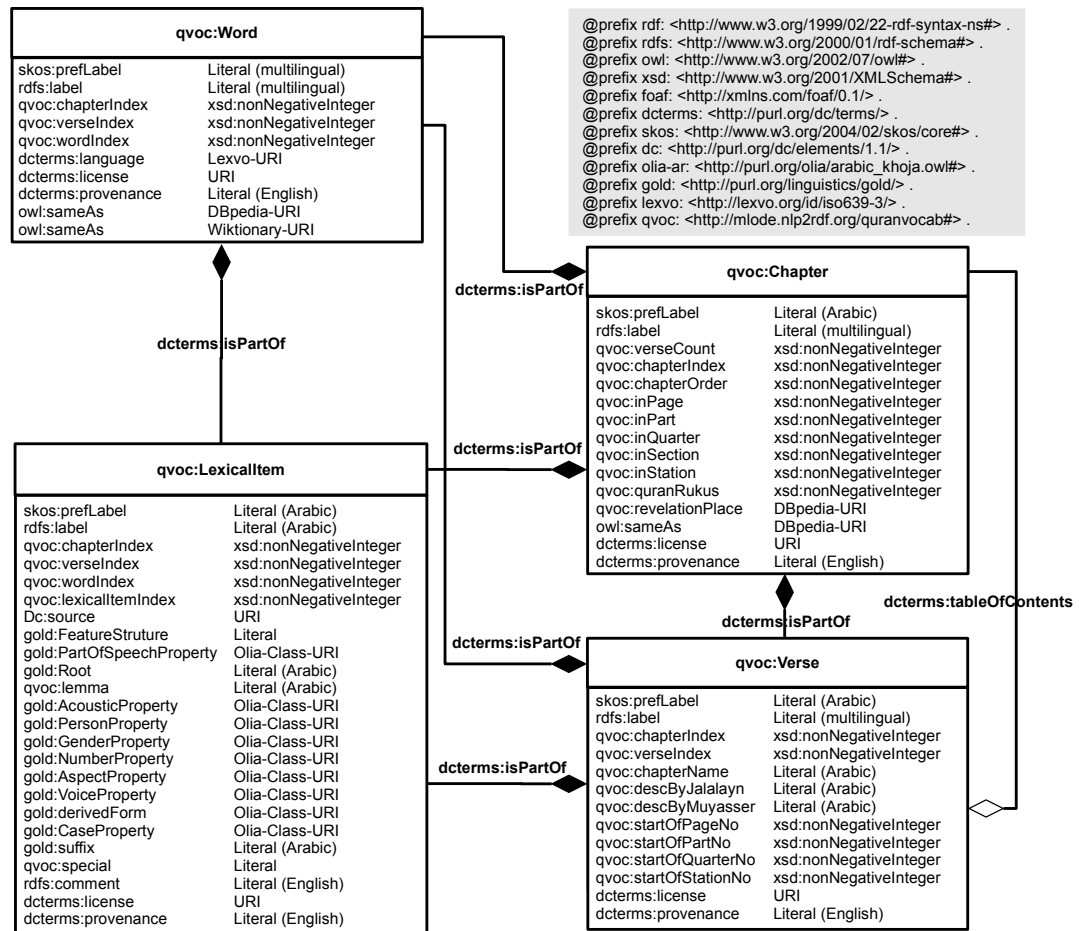 qvoc:Word
skos:prefLabel Literal (multilingual)
rdfs:label Literal (multilingual)
qvoc:chapterIndex xsd:nonNegativeInteger
qvoc:verseIndex xsd:nonNegativeInteger
qvoc:wordIndex xsd:nonNegativeInteger
dcterms:language Lexvo-URI
dcterms:license URI
dcterms:provenance Literal (English)
owl:sameAs DBpedia-URI
owl:sameAs Wiktionary-URI
@prefix rdf: <http://www.w3.org/1999/02/22-rdf-syntax-ns#> .
@prefix rdfs: <http://www.w3.org/2000/01/rdf-schema#> .
@prefix owl: <http://www.w3.org/2002/07/owl#> .
@prefix xsd: <http://www.w3.org/2001/XMLSchema#> .
@prefix foaf: <http://xmlns.com/foaf/0.1/> .
@prefix dcterms: <http://purl.org/dc/terms/> .
@prefix skos: <http://www.w3.org/2004/02/skos/core#> .
@prefix dc: <http://purl.org/dc/elements/1.1/> .
@prefix olia-ar: <http://purl.org/olia/arabic_khoja.owl#> .
@prefix gold: <http://purl.org/linguistics/gold/> .
@prefix lexvo: <http://lexvo.org/id/iso639-3/> .
@prefix qvoc: <http://mlode.nlp2rdf.org/quranvocab#> .
dcterms:isPartOf
dcterms:isPartOf
qvoc:Chapter
skos:prefLabel Literal (Arabic)
rdfs:label Literal (multilingual)
qvoc:verseCount xsd:nonNegativeInteger
qvoc:chapterIndex xsd:nonNegativeInteger
qvoc:chapterOrder xsd:nonNegativeInteger
qvoc:inPage xsd:nonNegativeInteger
qvoc:inPart xsd:nonNegativeInteger
qvoc:inQuarter xsd:nonNegativeInteger
qvoc:inSection xsd:nonNegativeInteger
qvoc:inStation xsd:nonNegativeInteger
qvoc:quranRukus xsd:nonNegativeInteger
qvoc:revelationPlace DBpedia-URI
owl:sameAs DBpedia-URI
dcterms:license URI
dcterms:provenance Literal (English)
dcterms:isPartOf
qvoc:LexicalItem
skos:prefLabel Literal (Arabic)
rdfs:label Literal (Arabic)
qvoc:chapterIndex xsd:nonNegativeInteger
qvoc:verseIndex xsd:nonNegativeInteger
qvoc:wordIndex xsd:nonNegativeInteger
qvoc:lexicalItemIndex xsd:nonNegativeInteger
Dc:source URI
gold:FeatureStruture Literal
gold:PartOfSpeechProperty Olia-Class-URI
gold:Root Literal (Arabic)
qvoc:lemma Literal (Arabic)
gold:AcousticProperty Olia-Class-URI
gold:PersonProperty Olia-Class-URI
gold:GenderProperty Olia-Class-URI
gold:NumberProperty Olia-Class-URI
gold:AspectProperty Olia-Class-URI
gold:VoiceProperty Olia-Class-URI
gold:derivedForm Olia-Class-URI
gold:CaseProperty Olia-Class-URI
gold:suffix Literal (Arabic)
qvoc:special Literal
rdfs:comment Literal (English)
dcterms:license URI
dcterms:provenance Literal (English)
dcterms:tableOfContents
dcterms:isPartOf
dcterms:isPartOf
dcterms:isPartOf
qvoc:Verse
skos:prefLabel Literal (Arabic)
rdfs:label Literal (multilingual)
qvoc:chapterIndex xsd:nonNegativeInteger
qvoc:verseIndex xsd:nonNegativeInteger
qvoc:chapterName Literal (Arabic)
qvoc:descByJalalayn Literal (Arabic)
qvoc:descByMuyasser Literal (Arabic)
qvoc:startOfPageNo xsd:nonNegativeInteger
qvoc:startOfPartNo xsd:nonNegativeInteger
qvoc:startOfQuarterNo xsd:nonNegativeInteger
qvoc:startOfStationNo xsd:nonNegativeInteger
dcterms:license URI
dcterms:provenance Literal (English)